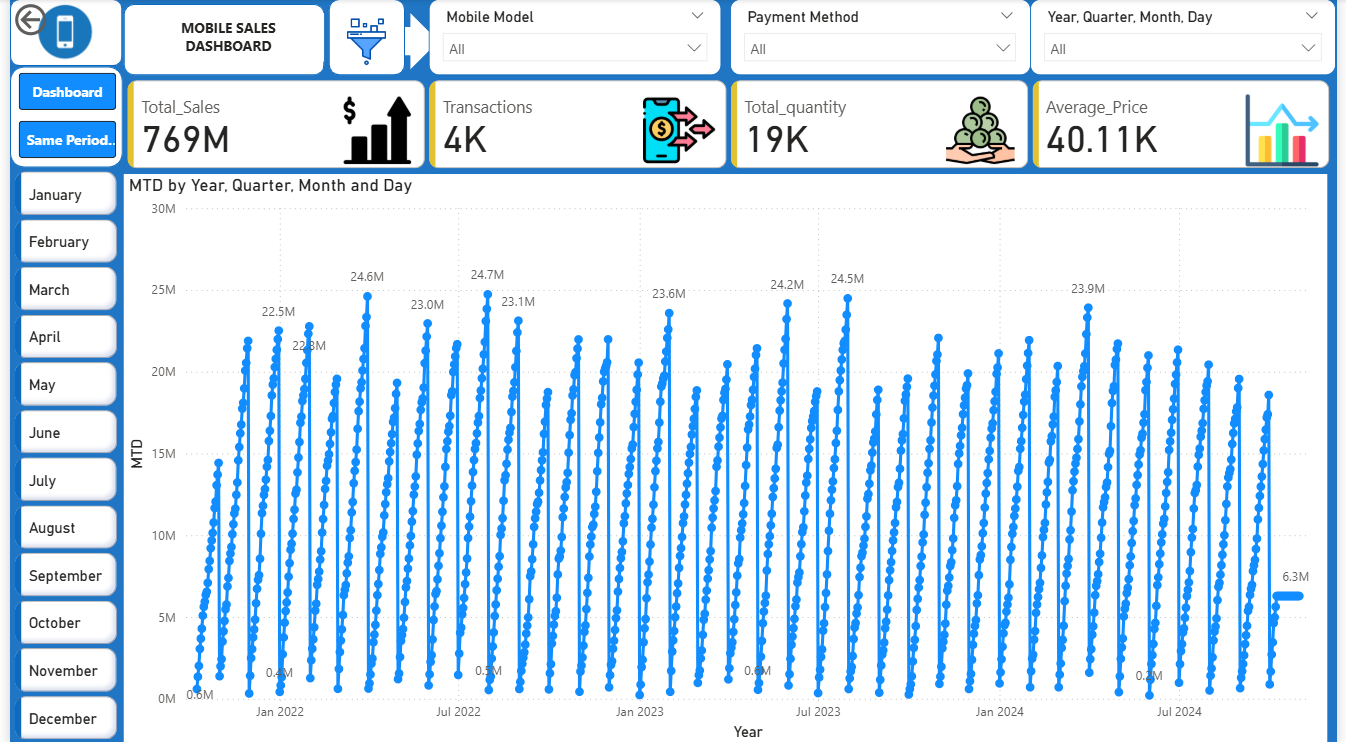 MOBILE SALES
DASHBOARD
Mobile Model
All
Payment Method
All
Year, Quarter, Month, Day
All
Dashboard
Same Period..
Total_Sales
769M
$
Transactions
4K
$
Total_quantity
19K
Average_Price
40.11K
January
February
March
April
May
June
July
August
September
October
November
December
MTD by Year, Quarter, Month and Day
MTD
30M
25M
20M
15M
10M
5M
0M
0.6M
22.5M
0.4M
22.8M
24.6M
23.0M
24.7M
0.5M
23.1M
23.6M
0.6M
24.2M
24.5M
23.9M
0.2M
6.3M
Jan 2022
Jul 2022
Jan 2023
Jul 2023
Jan 2024
Jul 2024
Year